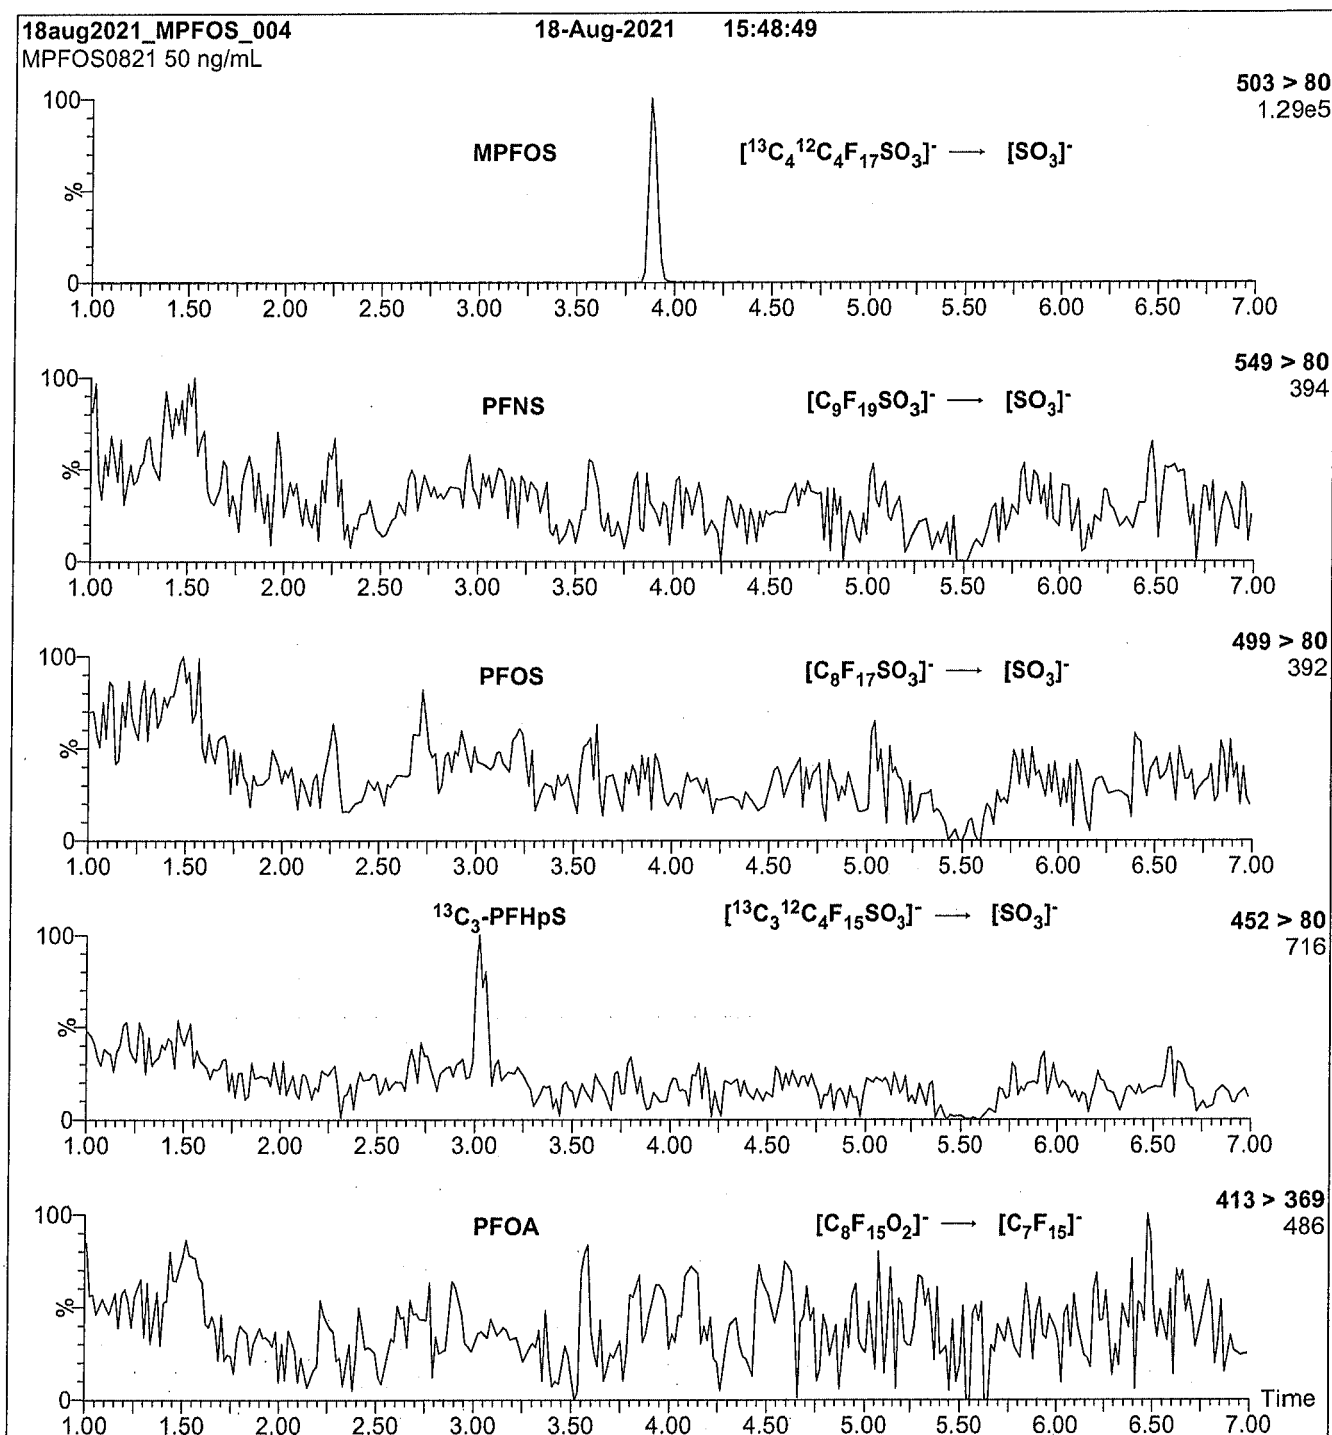 18aug2021_MPFOS_004 18-Aug-2021 15:48:49
MPFOS0821 50 ng/mL
503 > 80
1.29e5
100
MPFOS [¹³C₄¹²C₄F₁₇SO₃]⁻ → [SO₃]⁻
%
0
1.00 1.50 2.00 2.50 3.00 3.50 4.00 4.50 5.00 5.50 6.00 6.50 7.00
549 > 80
394
100
PFNS [C₉F₁₉SO₃]⁻ → [SO₃]⁻
%
0
1.00 1.50 2.00 2.50 3.00 3.50 4.00 4.50 5.00 5.50 6.00 6.50 7.00
499 > 80
392
100
PFOS [C₈F₁₇SO₃]⁻ → [SO₃]⁻
%
0
1.00 1.50 2.00 2.50 3.00 3.50 4.00 4.50 5.00 5.50 6.00 6.50 7.00
¹³C₃-PFHpS [¹³C₃¹²C₄F₁₅SO₃]⁻ → [SO₃]⁻ 452 > 80
716
100
%
0
1.00 1.50 2.00 2.50 3.00 3.50 4.00 4.50 5.00 5.50 6.00 6.50 7.00
413 > 369
486
100
PFOA [C₈F₁₅O₂]⁻ → [C₇F₁₅]⁻
%
0
Time
1.00 1.50 2.00 2.50 3.00 3.50 4.00 4.50 5.00 5.50 6.00 6.50 7.00